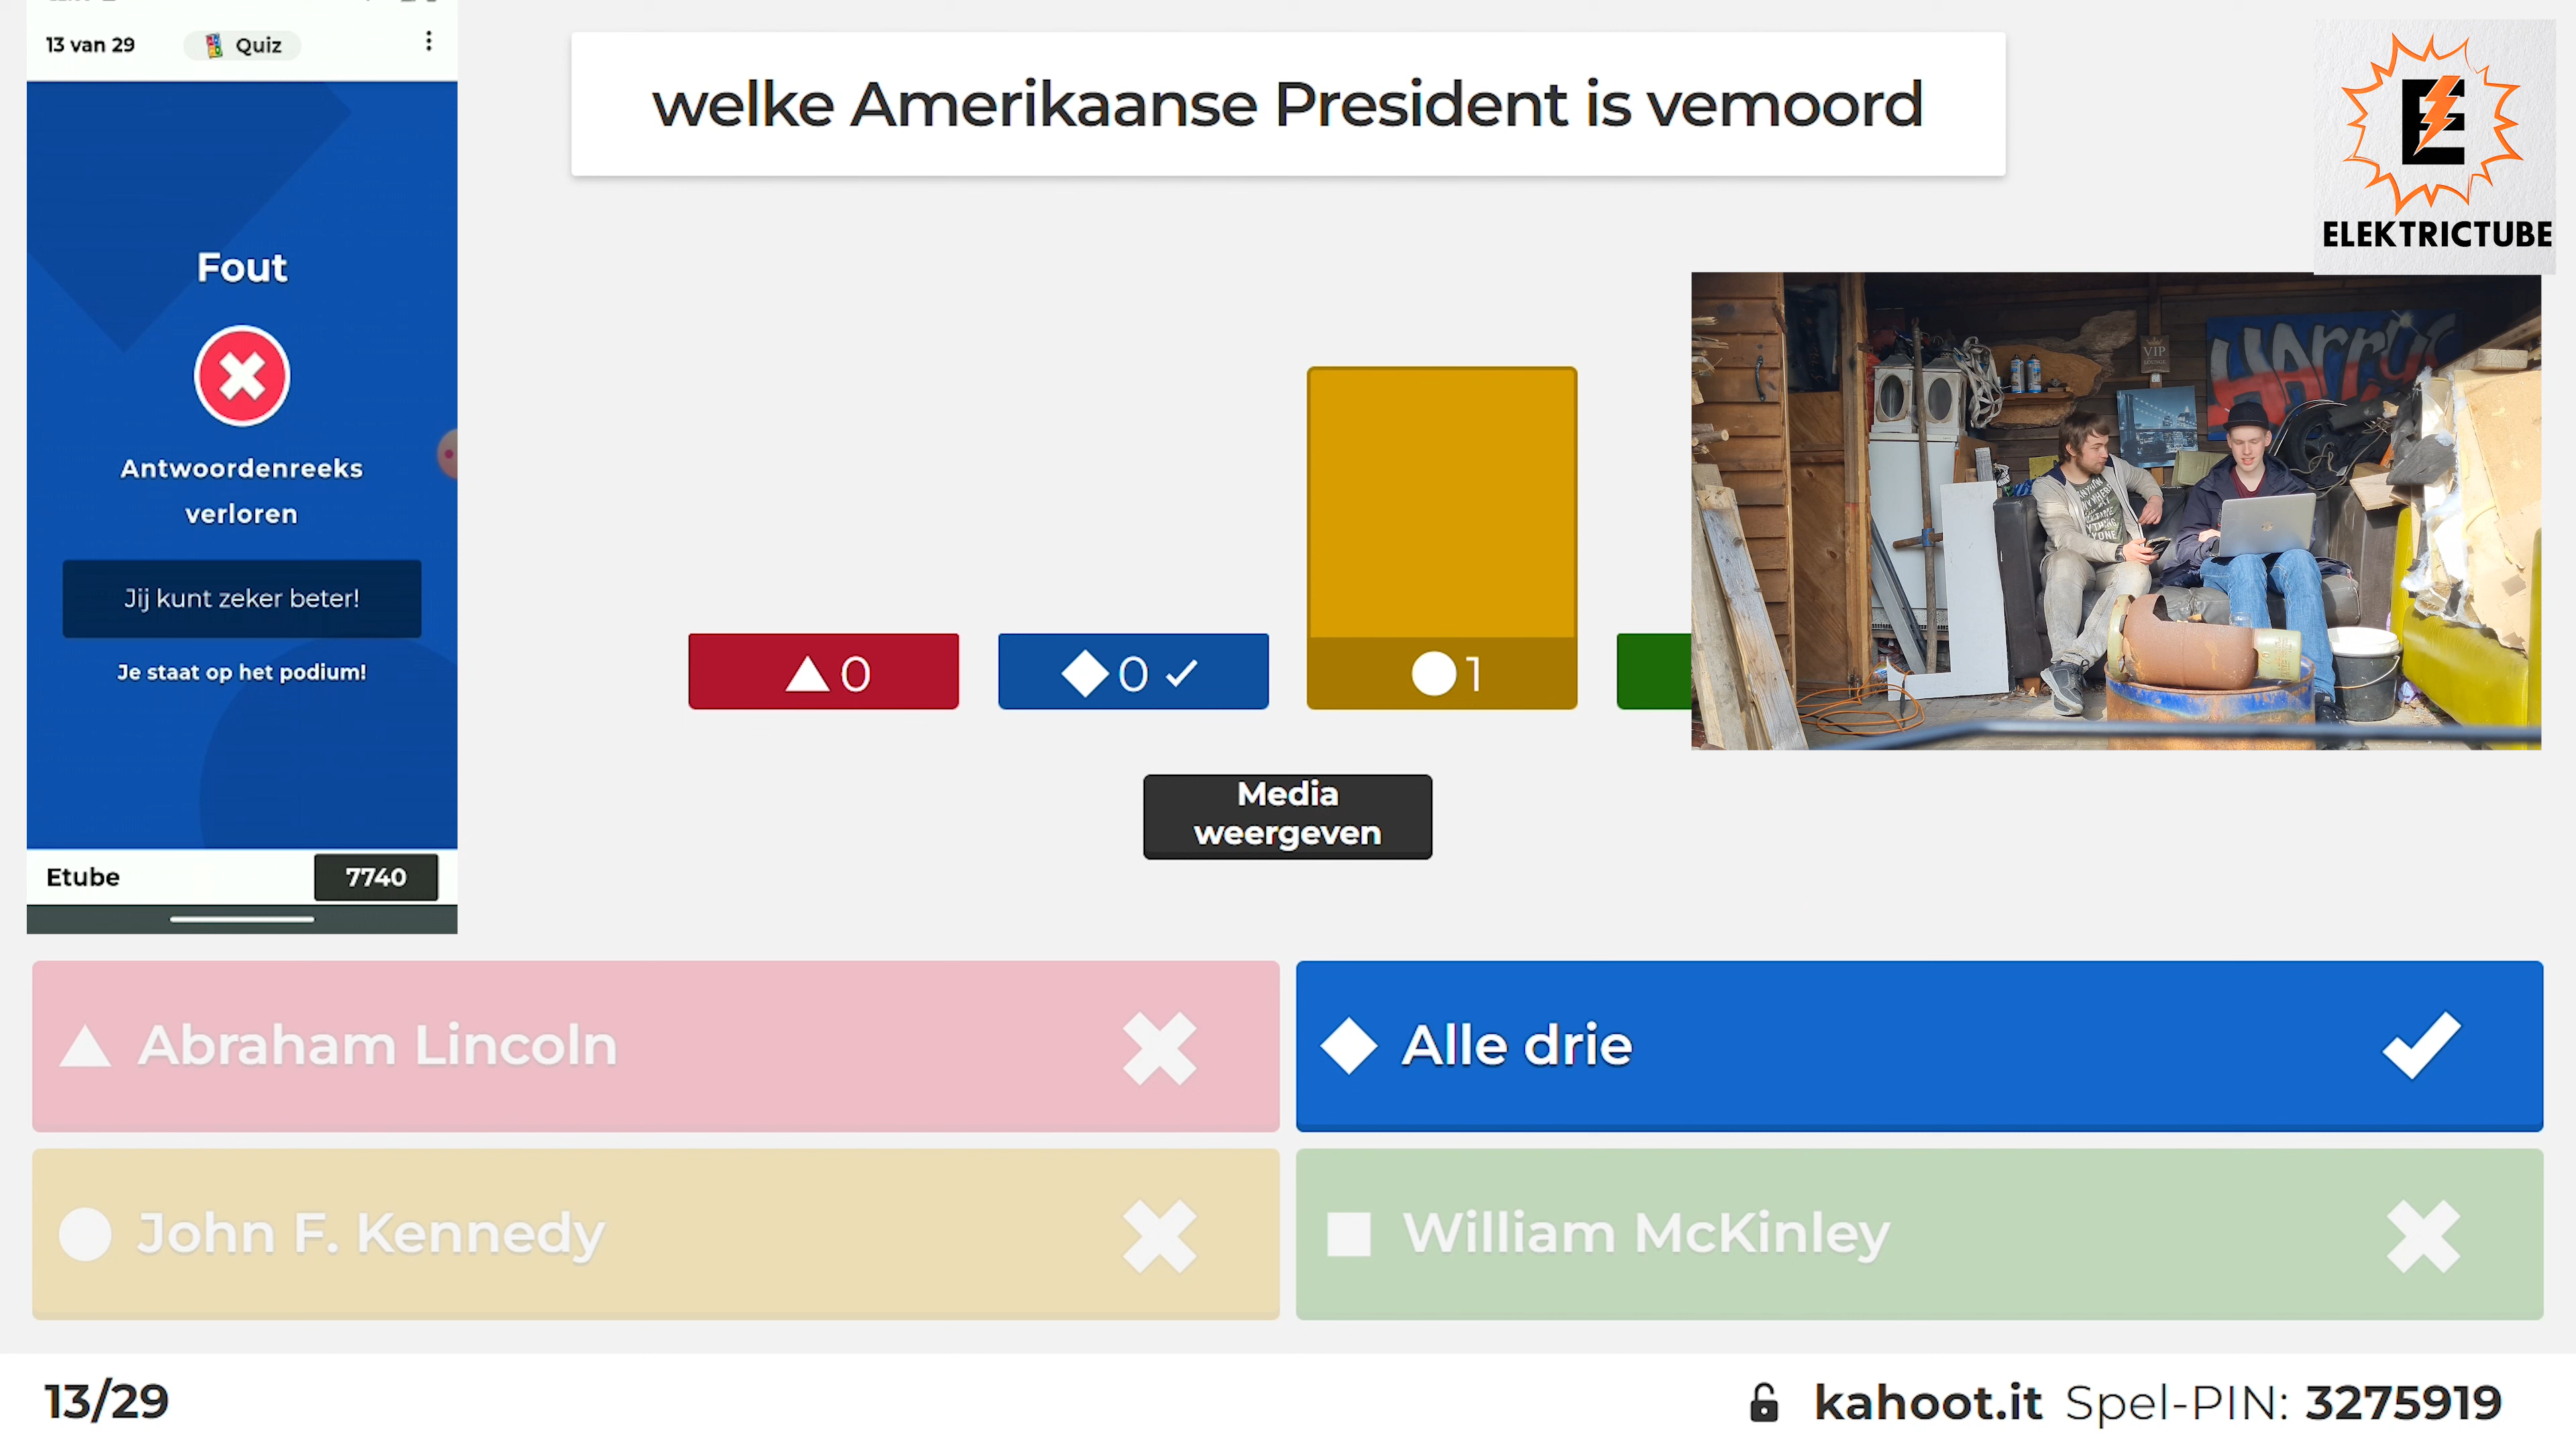 13 van 29
Quiz
Fout
Antwoordenreeks
verloren
Jij kunt zeker beter!
Je staat op het podium!
Etube
7740
welke Amerikaanse President is vemoord
E
ELEKTRICTUBE
VIP
HArry's
0
0
1
Media
weergeven
Abraham Lincoln
Alle drie
John F. Kennedy
William McKinley
13/29
kahoot.it Spel-PIN: 3275919